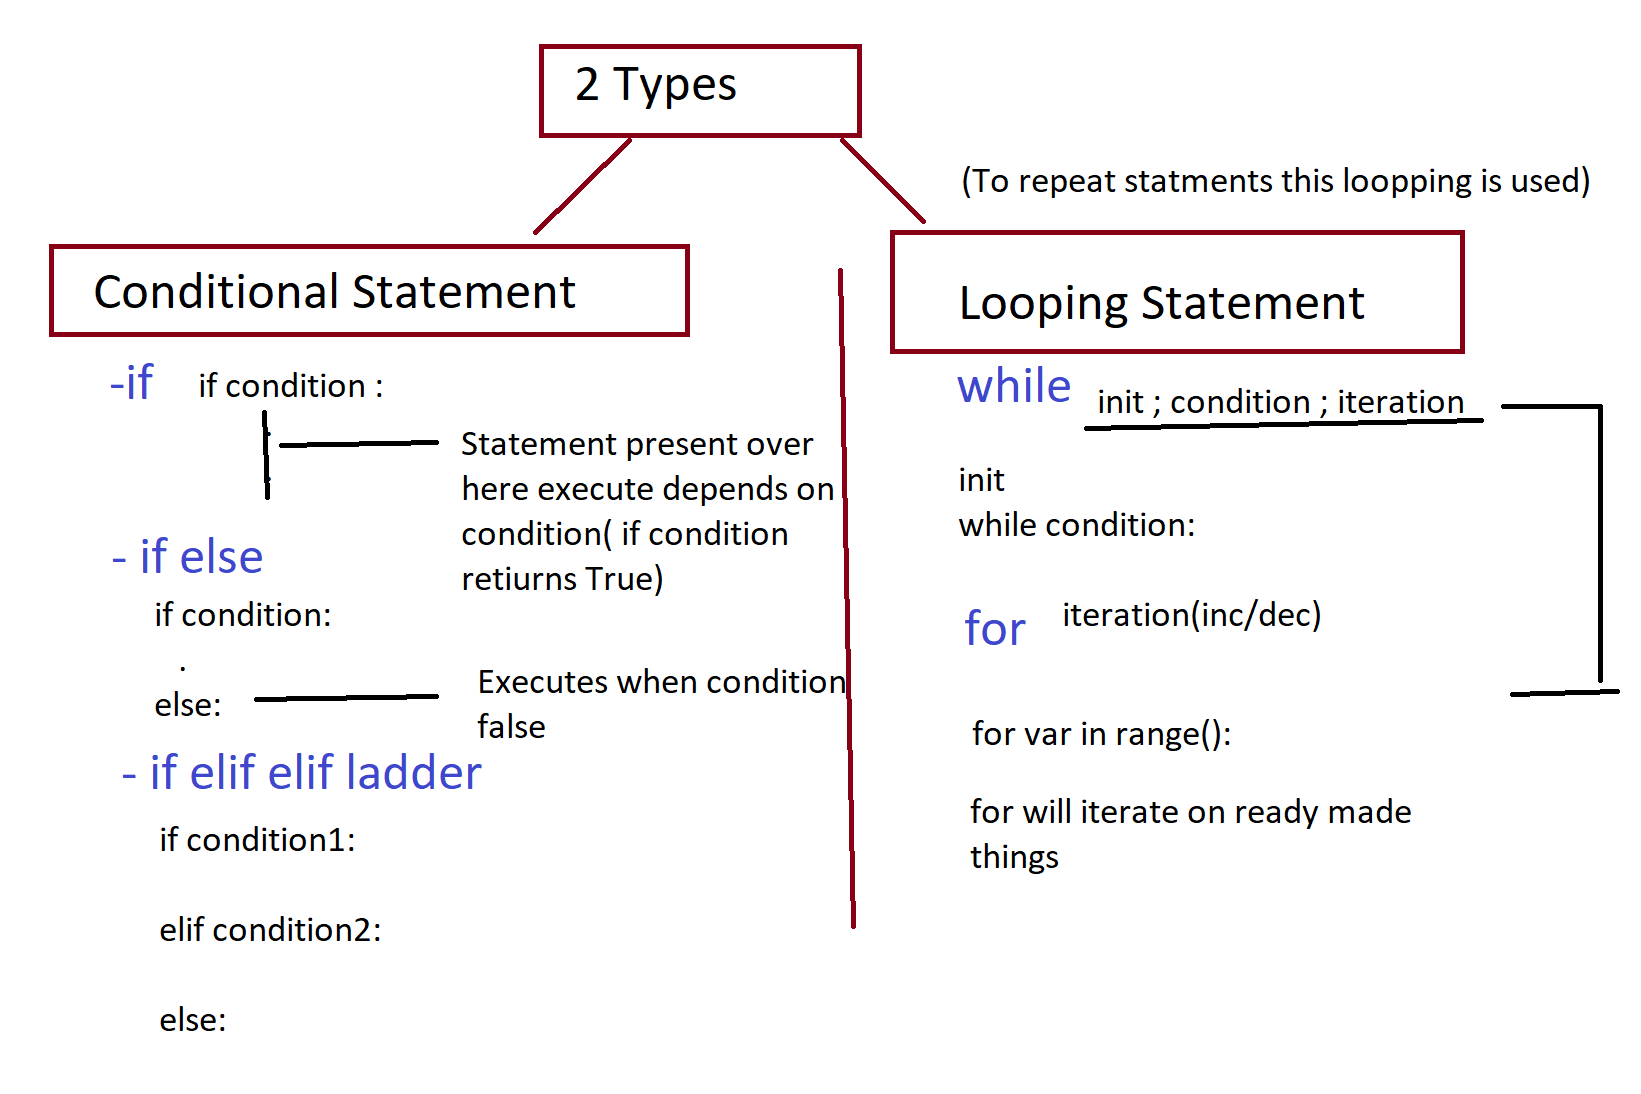 2 Types
(To repeat statments this loopping is used)
Conditional Statement
-if if condition :
Statement present over
here execute depends on
condition( if condition
retiurns True)
- if else
if condition:
.
else:
Executes when condition
false
- if elif elif ladder
if condition1:
elif condition2:
else:
Looping Statement
while init ; condition ; iteration
init
while condition:
for iteration(inc/dec)
for var in range():
for will iterate on ready made
things